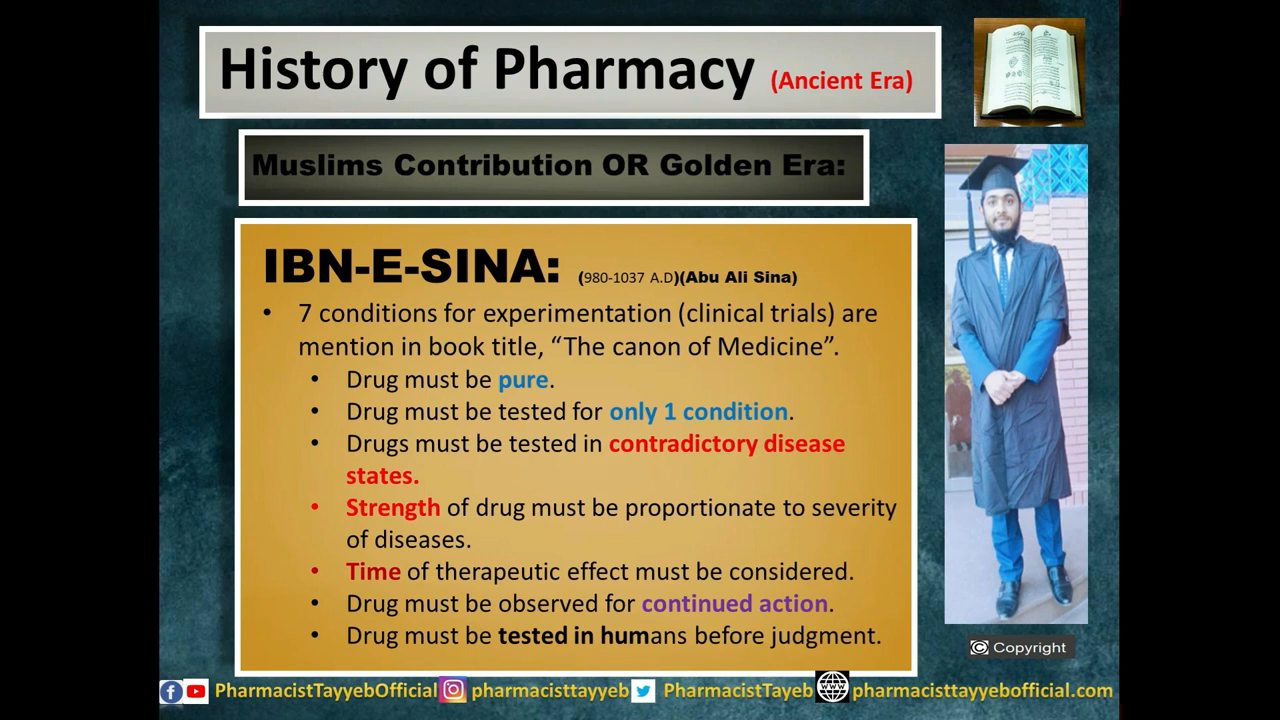 History of Pharmacy (Ancient Era)
Muslims Contribution OR Golden Era:
IBN-E-SINA: (980-1037 A.D)(Abu Ali Sina)
• 7 conditions for experimentation (clinical trials) are
mention in book title, “The canon of Medicine”.
• Drug must be pure.
• Drug must be tested for only 1 condition.
• Drugs must be tested in contradictory disease
states.
• Strength of drug must be proportionate to severity
of diseases.
• Time of therapeutic effect must be considered.
• Drug must be observed for continued action.
• Drug must be tested in humans before judgment.
© Copyright
PharmacistTayyebOfficial pharmacisttayyeb PharmacistTayeb WWW pharmacisttayyebofficial.com